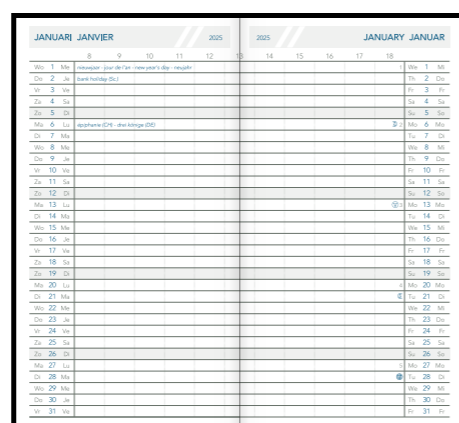 JANUARI JANVIER 2025 2025 JANUARY JANUAR
8 9 10 11 12 13 14 15 16 17 18
Wo 1 Me nieuwjaar - jour de l'an - new year's day - neujahr 1 We 1 Mi
Do 2 Je bank holiday (Sc.) Th 2 Do
Vr 3 Ve Fr 3 Fr
Za 4 Sa Sa 4 Sa
Zo 5 Di Su 5 So
Ma 6 Lu épiphanie (CH) - drei könige (DE) 2 Mo 6 Mo
Di 7 Ma Tu 7 Di
Wo 8 Me We 8 Mi
Do 9 Je Th 9 Do
Vr 10 Ve Fr 10 Fr
Za 11 Sa Sa 11 Sa
Zo 12 Di Su 12 So
Ma 13 Lu 3 Mo 13 Mo
Di 14 Ma Tu 14 Di
Wo 15 Me We 15 Mi
Do 16 Je Th 16 Do
Vr 17 Ve Fr 17 Fr
Za 18 Sa Sa 18 Sa
Zo 19 Di Su 19 So
Ma 20 Lu 4 Mo 20 Mo
Di 21 Ma Tu 21 Di
Wo 22 Me We 22 Mi
Do 23 Je Th 23 Do
Vr 24 Ve Fr 24 Fr
Za 25 Sa Sa 25 Sa
Zo 26 Di Su 26 So
Ma 27 Lu 5 Mo 27 Mo
Di 28 Ma Tu 28 Di
Wo 29 Me We 29 Mi
Do 30 Je Th 30 Do
Vr 31 Ve Fr 31 Fr